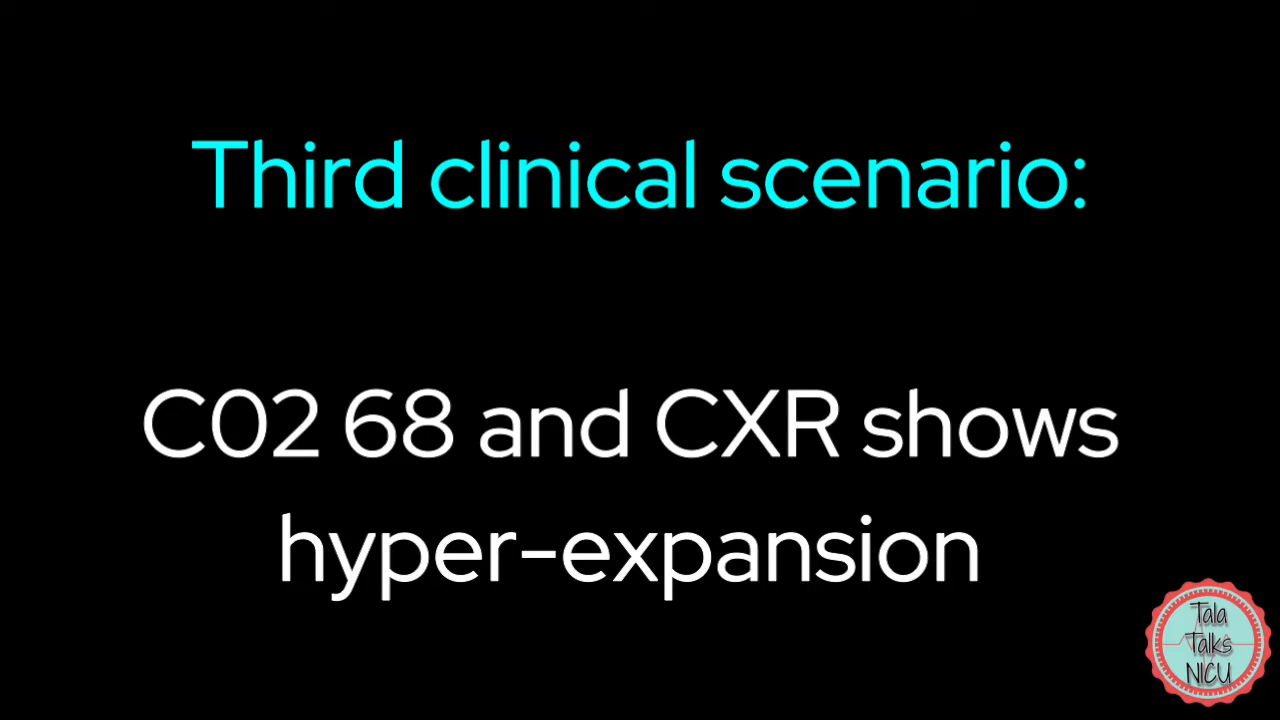 Third clinical scenario:
C02 68 and CXR shows
hyper-expansion
Tala
Talks
NICU